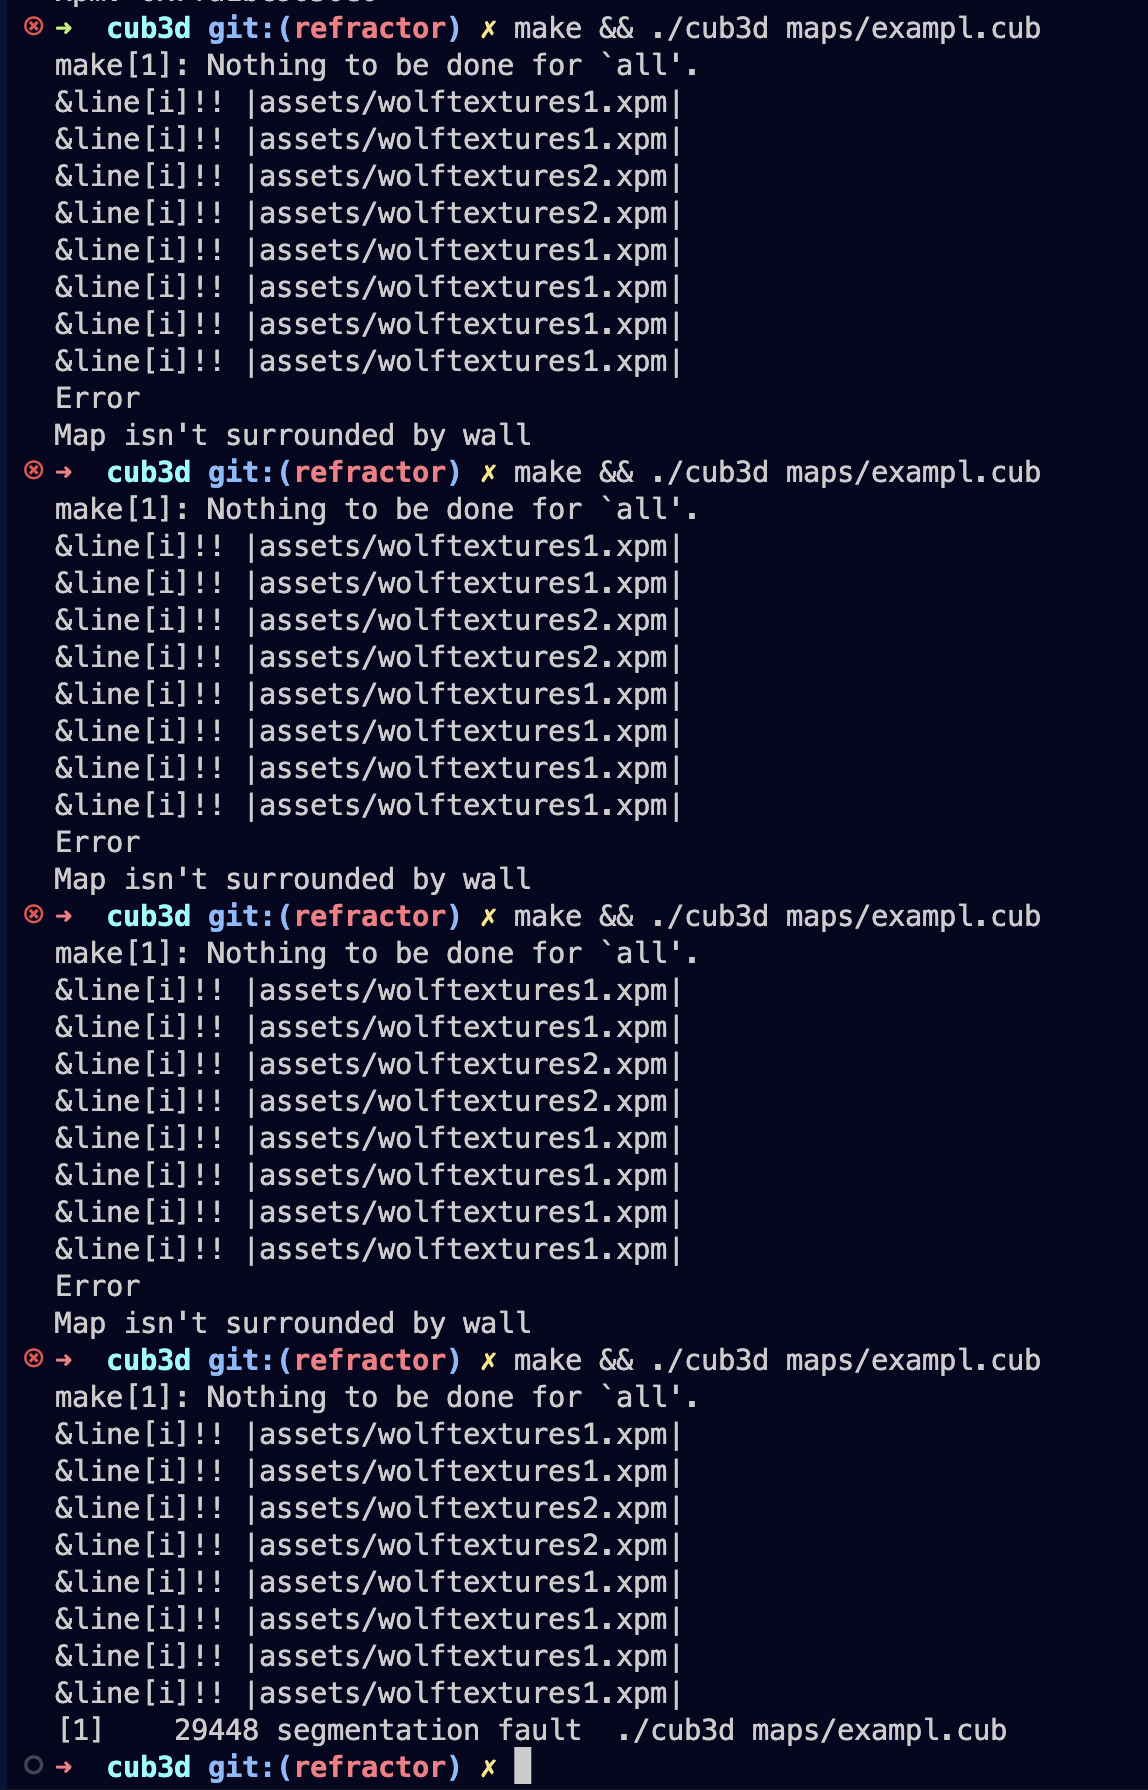 ➜ cub3d git:(refractor) ✗ make && ./cub3d maps/exampl.cub
make[1]: Nothing to be done for `all'.
&line[i]!! |assets/wolftextures1.xpm|
&line[i]!! |assets/wolftextures1.xpm|
&line[i]!! |assets/wolftextures2.xpm|
&line[i]!! |assets/wolftextures2.xpm|
&line[i]!! |assets/wolftextures1.xpm|
&line[i]!! |assets/wolftextures1.xpm|
&line[i]!! |assets/wolftextures1.xpm|
&line[i]!! |assets/wolftextures1.xpm|
Error
Map isn't surrounded by wall
➜ cub3d git:(refractor) ✗ make && ./cub3d maps/exampl.cub
make[1]: Nothing to be done for `all'.
&line[i]!! |assets/wolftextures1.xpm|
&line[i]!! |assets/wolftextures1.xpm|
&line[i]!! |assets/wolftextures2.xpm|
&line[i]!! |assets/wolftextures2.xpm|
&line[i]!! |assets/wolftextures1.xpm|
&line[i]!! |assets/wolftextures1.xpm|
&line[i]!! |assets/wolftextures1.xpm|
&line[i]!! |assets/wolftextures1.xpm|
Error
Map isn't surrounded by wall
➜ cub3d git:(refractor) ✗ make && ./cub3d maps/exampl.cub
make[1]: Nothing to be done for `all'.
&line[i]!! |assets/wolftextures1.xpm|
&line[i]!! |assets/wolftextures1.xpm|
&line[i]!! |assets/wolftextures2.xpm|
&line[i]!! |assets/wolftextures2.xpm|
&line[i]!! |assets/wolftextures1.xpm|
&line[i]!! |assets/wolftextures1.xpm|
&line[i]!! |assets/wolftextures1.xpm|
&line[i]!! |assets/wolftextures1.xpm|
Error
Map isn't surrounded by wall
➜ cub3d git:(refractor) ✗ make && ./cub3d maps/exampl.cub
make[1]: Nothing to be done for `all'.
&line[i]!! |assets/wolftextures1.xpm|
&line[i]!! |assets/wolftextures1.xpm|
&line[i]!! |assets/wolftextures2.xpm|
&line[i]!! |assets/wolftextures2.xpm|
&line[i]!! |assets/wolftextures1.xpm|
&line[i]!! |assets/wolftextures1.xpm|
&line[i]!! |assets/wolftextures1.xpm|
&line[i]!! |assets/wolftextures1.xpm|
[1] 29448 segmentation fault ./cub3d maps/exampl.cub
➜ cub3d git:(refractor) ✗